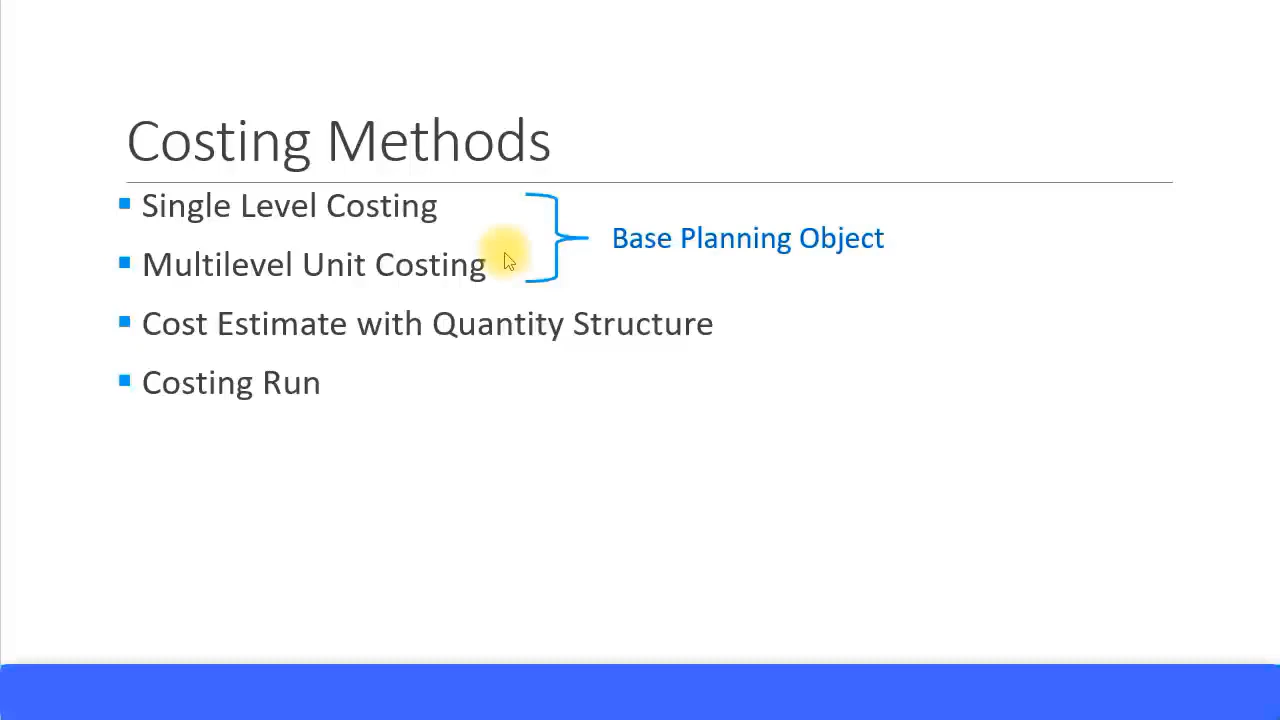 Costing Methods
Single Level Costing
Multilevel Unit Costing
Base Planning Object
Cost Estimate with Quantity Structure
Costing Run